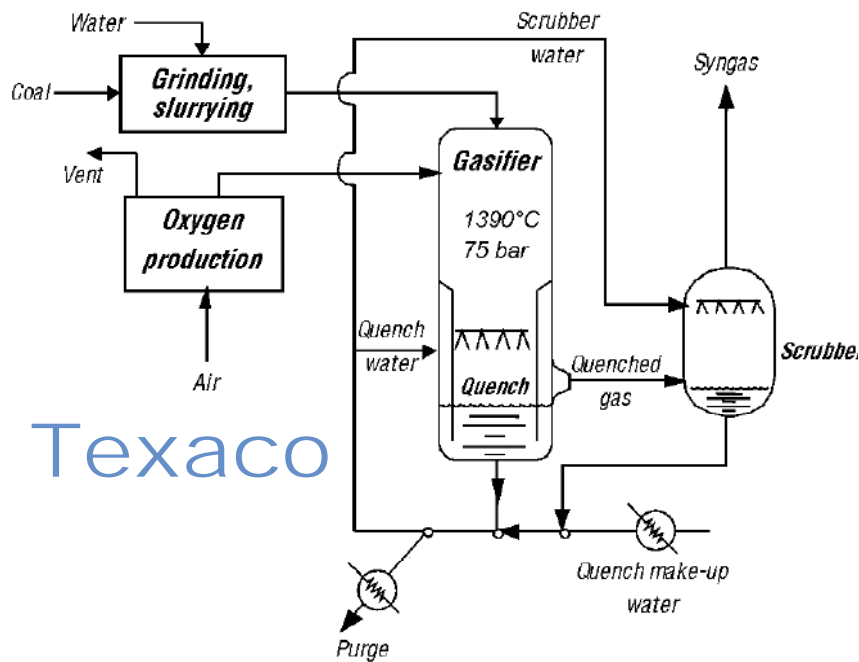 Water
Coal
Grinding,
slurrying
Scrubber
water
Syngas
Vent
Oxygen
production
Air
Gasifier
1390°C
75 bar
Quench
water
Quench
Quenched
gas
Scrubber
Texaco
Quench make-up
water
Purge